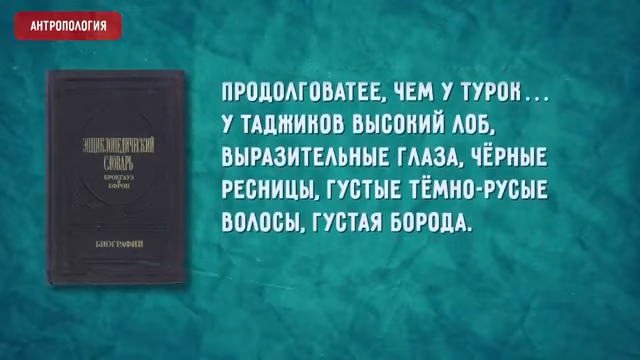 АНТРОПОЛОГИЯ
ПРОДОЛГОВАТЕЕ, ЧЕМ У ТУРОК...
У ТАДЖИКОВ ВЫСОКИЙ ЛОБ,
ВЫРАЗИТЕЛЬНЫЕ ГЛАЗА, ЧЁРНЫЕ
РЕСНИЦЫ, ГУСТЫЕ ТЁМНО-РУСЫЕ
ВОЛОСЫ, ГУСТАЯ БОРОДА.
ЭНЦИКЛОПЕДИЧЕСКИЙ
СЛОВАРЬ
БРОКГАУЗ
И
ЕФРОН
БИОГРАФИИ